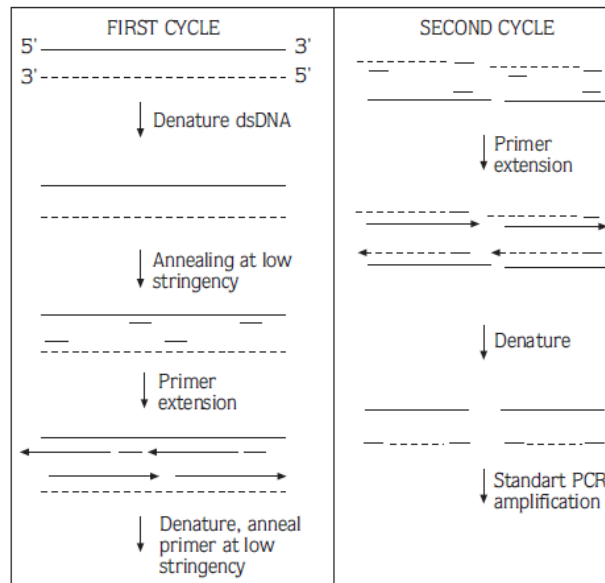 FIRST CYCLE
5' 3'
3' 5'
Denature dsDNA
Annealing at low
stringency
Primer
extension
Denature, anneal
primer at low
stringency
SECOND CYCLE
Primer
extension
Denature
Standart PCR
amplification